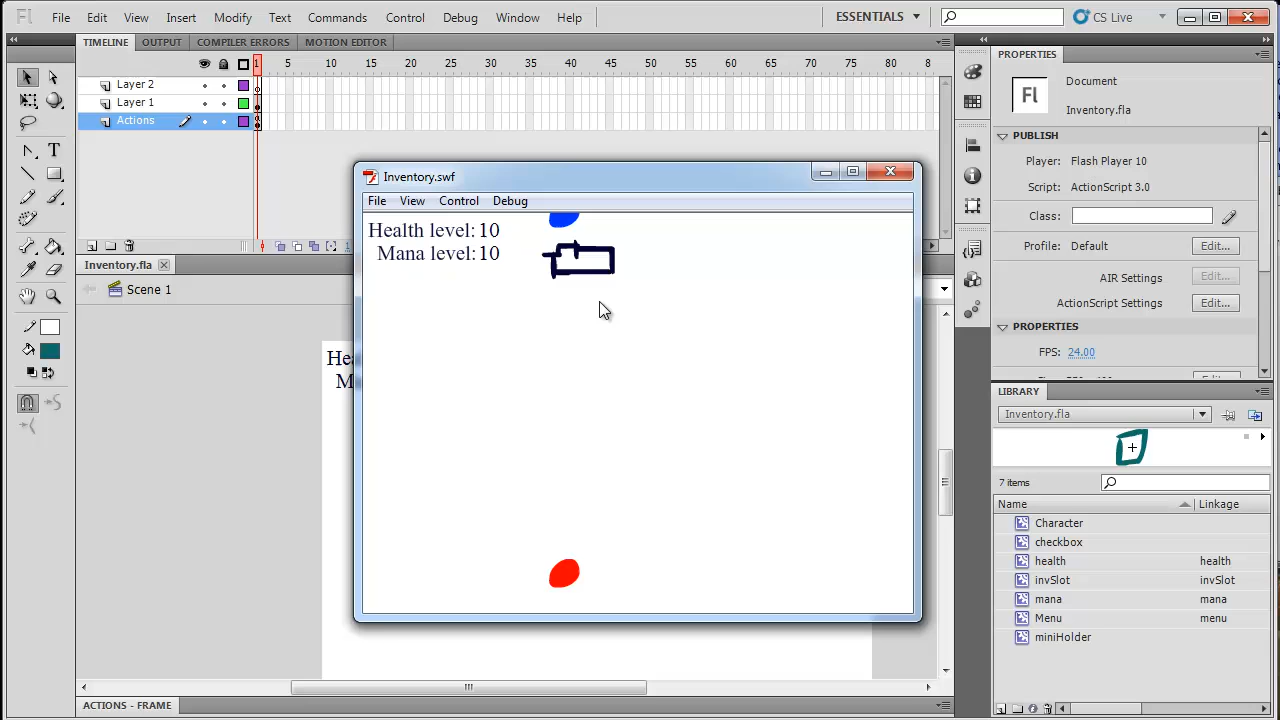 Fl File Edit View Insert Modify Text Commands Control Debug Window Help ESSENTIALS CS Live
TIMELINE OUTPUT COMPILER ERRORS MOTION EDITOR
1 5 10 15 20 25 30 35 40 45 50 55 60 65 70 75 80 85 8
Layer 2
Layer 1
Actions
Inventory.fla
Scene 1
Hea
M
Inventory.swf
File View Control Debug
Health level: 10
Mana level: 10
ACTIONS - FRAME
PROPERTIES
Fl
Document
Inventory.fla
PUBLISH
Player: Flash Player 10
Script: ActionScript 3.0
Class:
Profile: Default Edit...
AIR Settings Edit...
ActionScript Settings Edit...
PROPERTIES
FPS: 24.00
LIBRARY
Inventory.fla
7 items
Name Linkage
Character
checkbox
health health
invSlot invSlot
mana mana
Menu menu
miniHolder